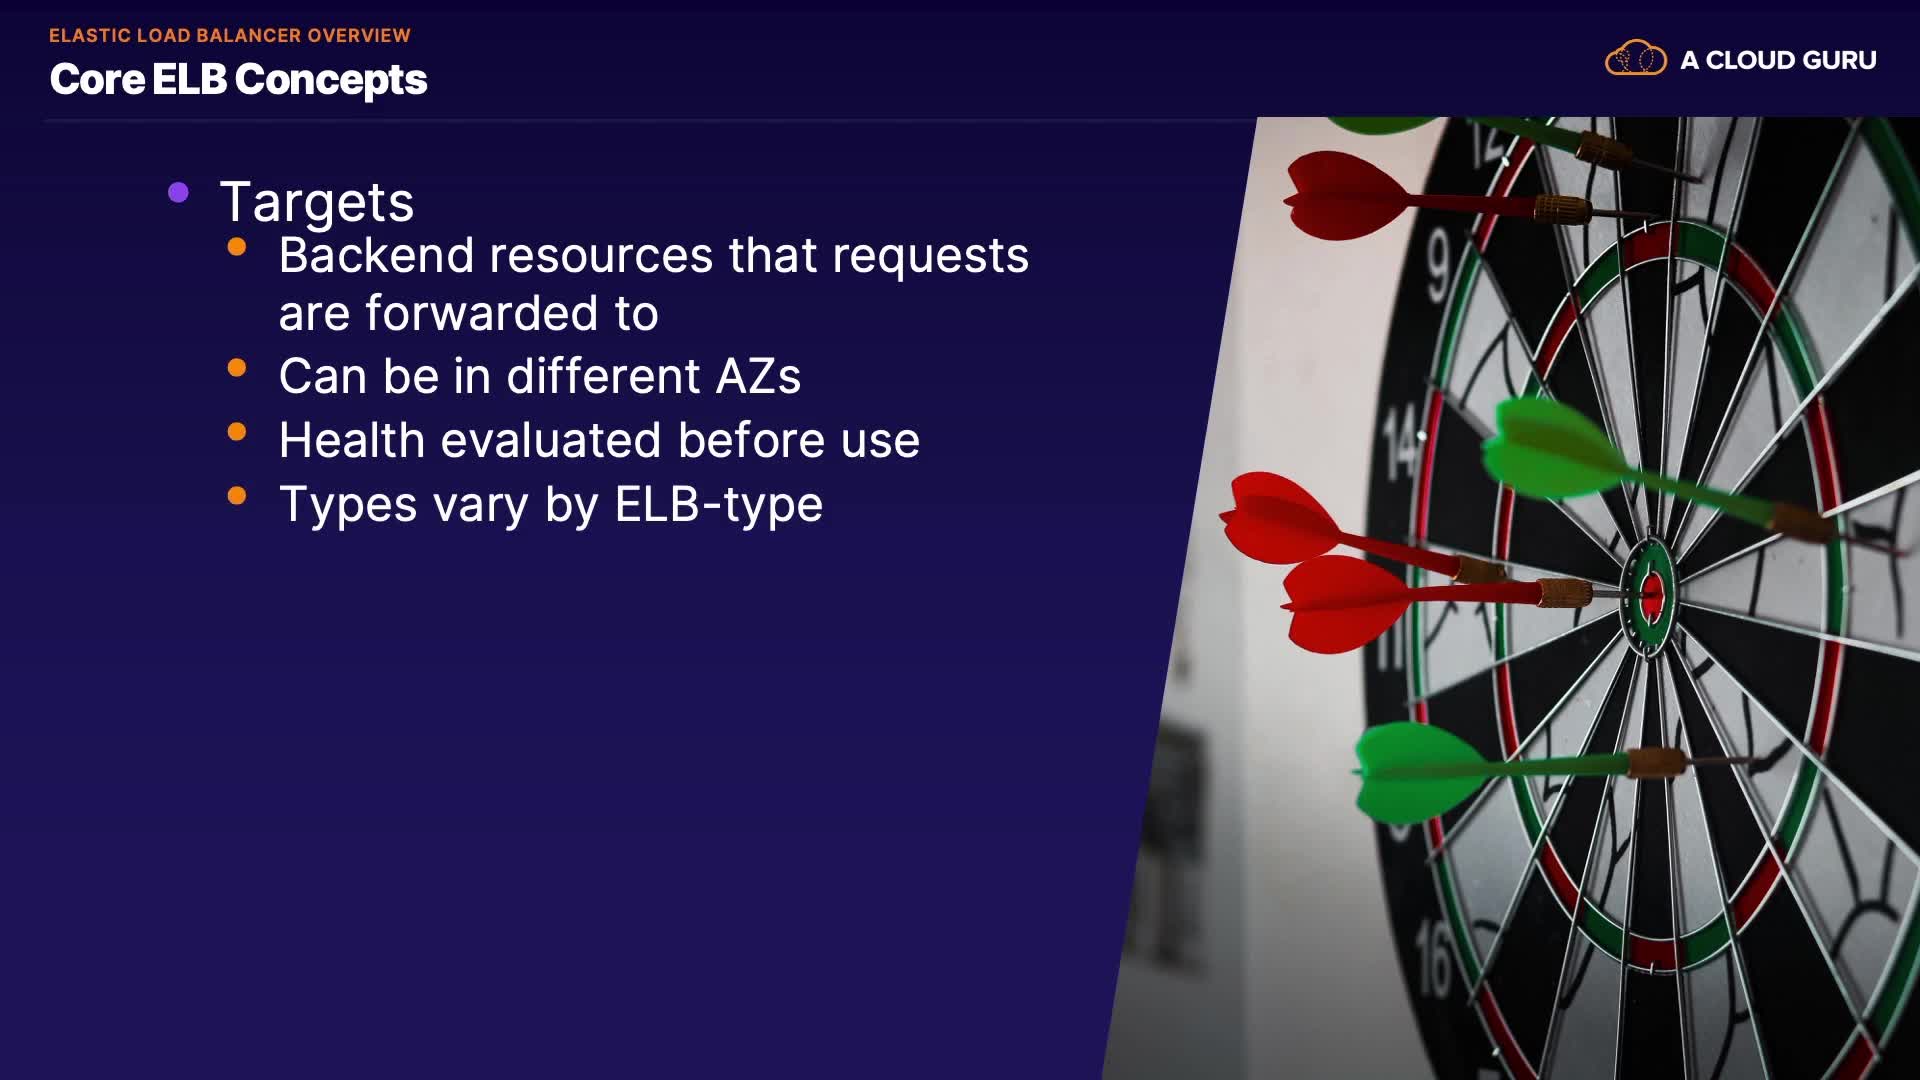 ELASTIC LOAD BALANCER OVERVIEW
Core ELB Concepts
A CLOUD GURU
Targets
Backend resources that requests
are forwarded to
Can be in different AZs
Health evaluated before use
Types vary by ELB-type
12
9
14
11
16